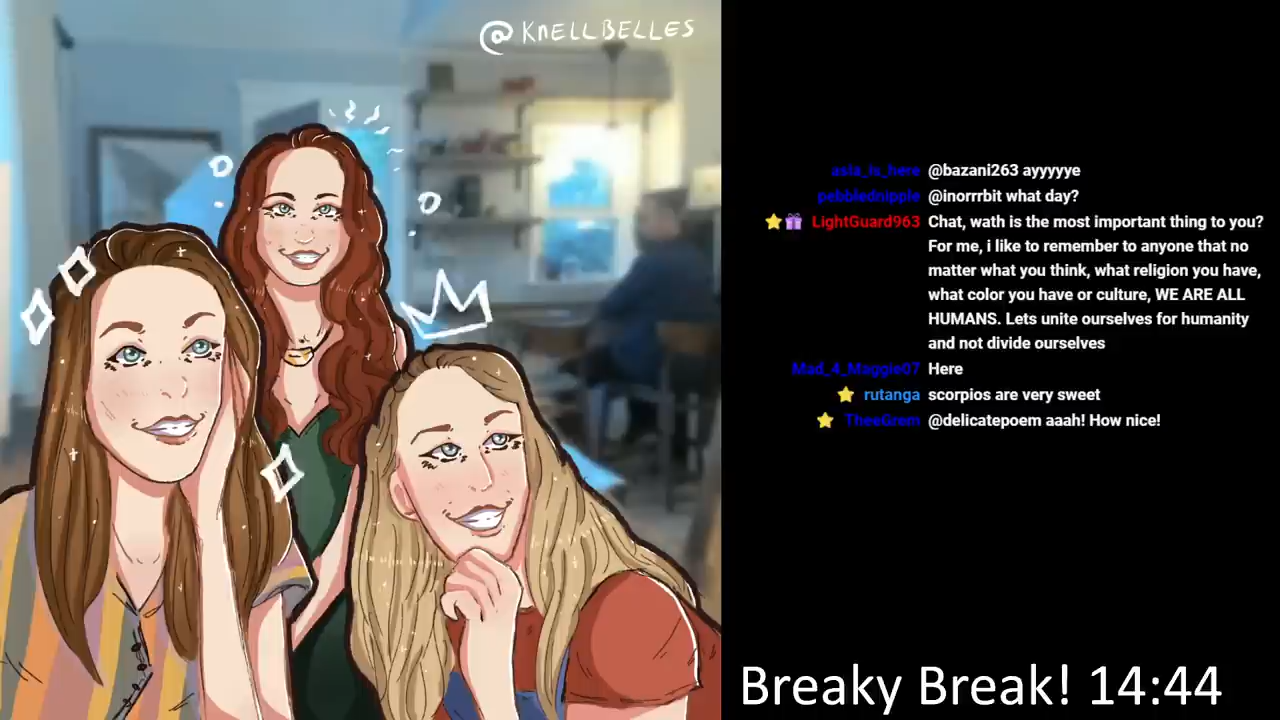 @KNELLBELLES
asta_is_here @bazani263 ayyyyye
pebblednipple @inorrrbit what day?
LightGuard963 Chat, wath is the most important thing to you?
For me, i like to remember to anyone that no
matter what you think, what religion you have,
what color you have or culture, WE ARE ALL
HUMANS. Lets unite ourselves for humanity
and not divide ourselves
Mad_4_Maggie07 Here
rutanga scorpios are very sweet
TheeGrem @delicatepoem aaah! How nice!
Breaky Break! 14:44